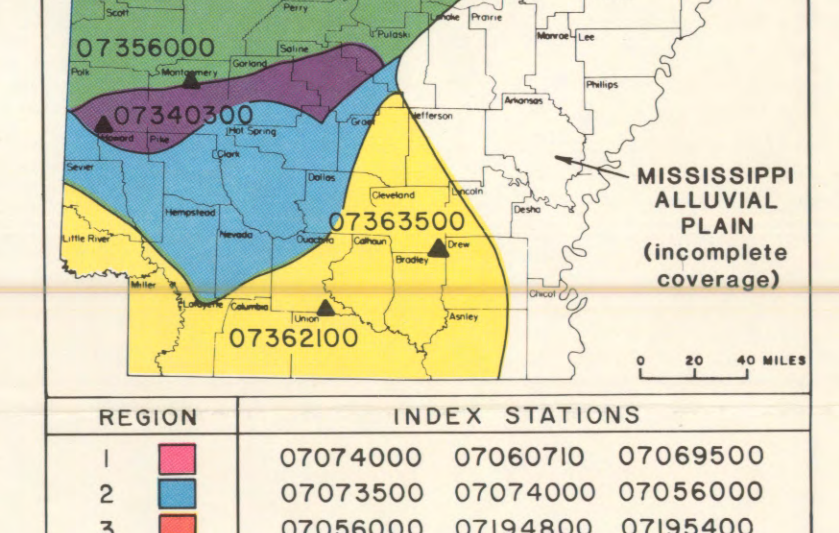 Scott
Perry
Lonoke Prairie
Pulaski
Monroe Lee
07356000
Saline
Garland
Polk
Montgomery
Phillips
Arkansas
07340300
Jefferson
Howard Pike
Hot Spring
Grant
Clark
Sevier
Dallas
Cleveland
Lincoln
MISSISSIPPI
ALLUVIAL
PLAIN
(incomplete
coverage)
Desha
Hempstead
07363500
Nevada
Ouachita
Calhoun
Drew
Little River
Bradley
Miller
Chicot
Lafayette Columbia
Union
Ashley
07362100
0 20 40 MILES
REGION INDEX STATIONS
1 07074000 07060710 07069500
2 07073500 07074000 07056000
3 07056000 07194800 07195400